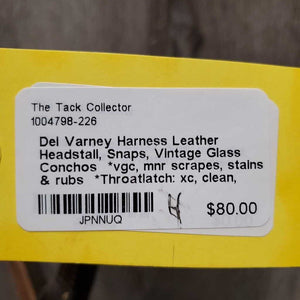 The Tack Collector
1004798-226
Del Varney Harness Leather
Headstall, Snaps, Vintage Glass
Conchos *vgc, mnr scrapes, stains
& rubs *Throatlatch: xc, clean,
JPNNUQ
$80.00